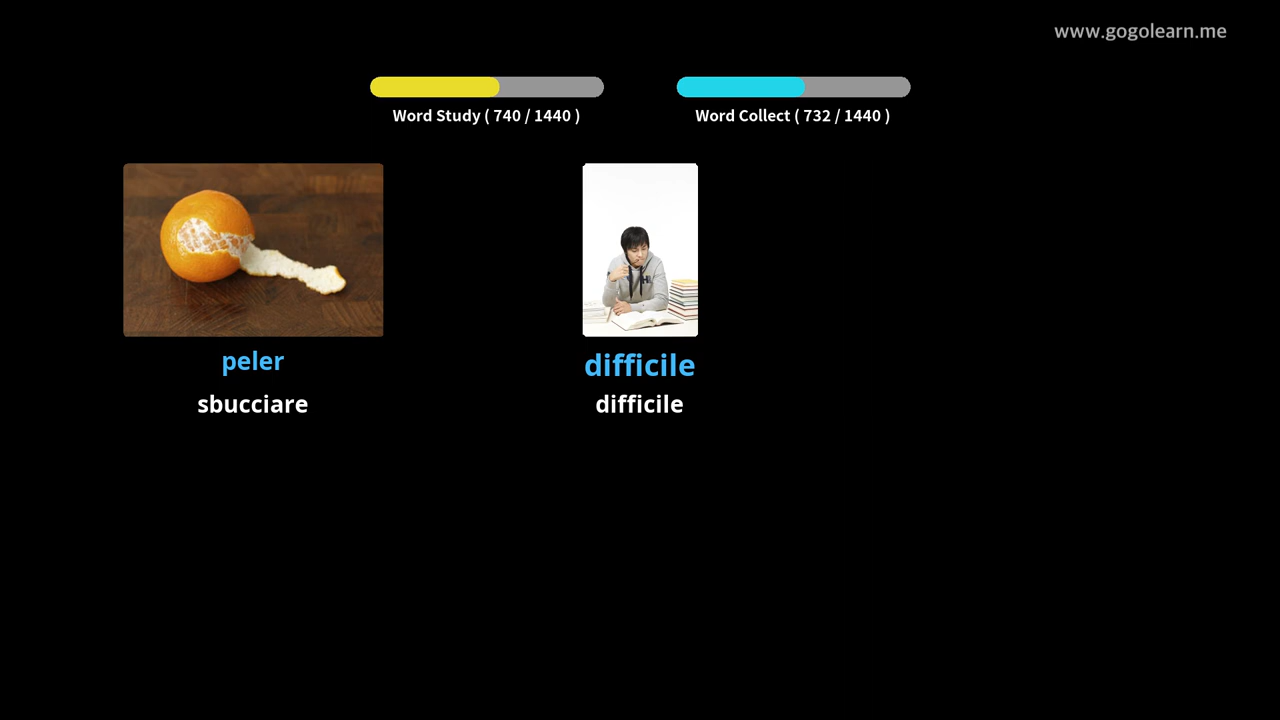 www.gogolearn.me
Word Study ( 740 / 1440 )
Word Collect ( 732 / 1440 )
peler
sbucciare
difficile
difficile